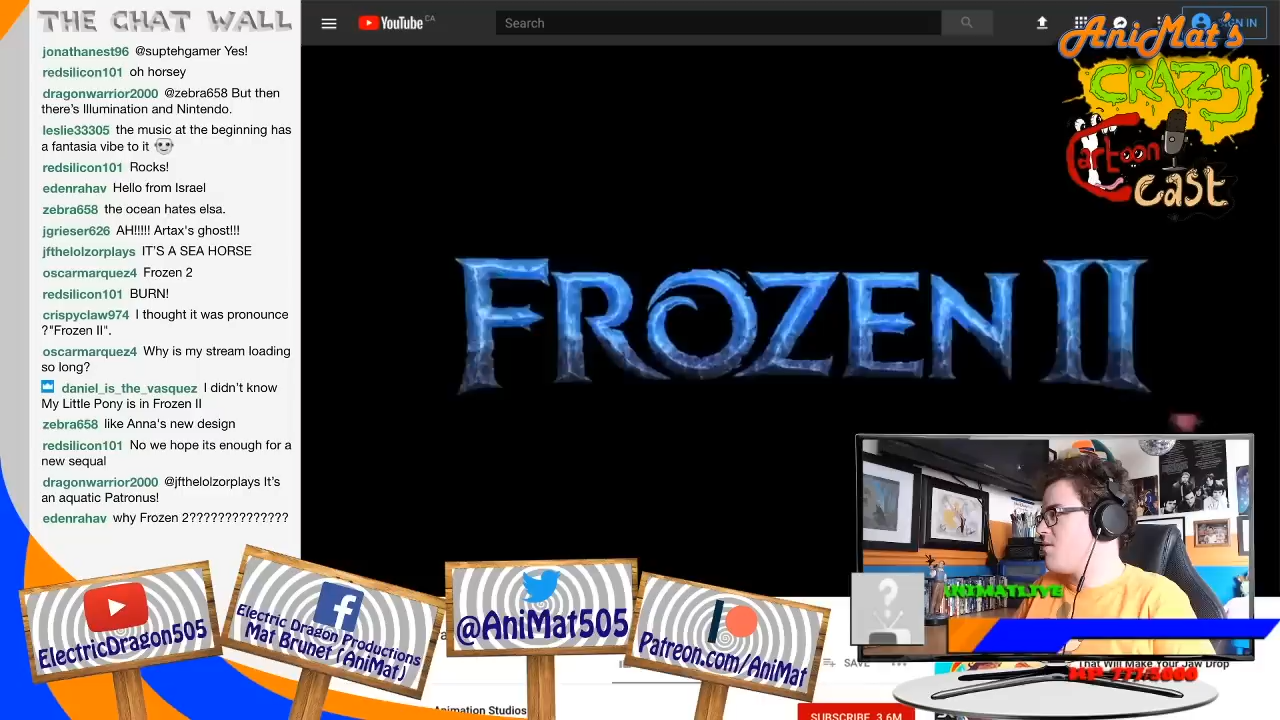 THE CHAT WALL
jonathanest96 @suptehgamer Yes!
redsilicon101 oh horsey
dragonwarrior2000 @zebra658 But then
there's Illumination and Nintendo.
leslie33305 the music at the beginning has
a fantasia vibe to it
redsilicon101 Rocks!
edenrahav Hello from Israel
zebra658 the ocean hates elsa.
jgrieser626 AH!!!!! Artax's ghost!!!
jfthelolzorplays IT'S A SEA HORSE
oscarmarquez4 Frozen 2
redsilicon101 BURN!
crispyclaw974 I thought it was pronounce
?"Frozen II".
oscarmarquez4 Why is my stream loading
so long?
daniel_is_the_vasquez I didn't know
My Little Pony is in Frozen II
zebra658 like Anna's new design
redsilicon101 No we hope its enough for a
new sequal
dragonwarrior2000 @jfthelolzorplays It's
an aquatic Patronus!
edenrahav why Frozen 2??????????????
YouTube CA
Search
SIGN IN
AniMat's
CRAZY
Cartoon
cast
FROZEN II
ElectricDragon505
Electric Dragon Productions
Mat Brunet (AniMat)
@AniMat505
Patreon.com/AniMat
ANIMATLIVE
SAVE
That Will Make Your Jaw Drop
HP 777/5000
Animation Studios
SUBSCRIBE 3.6M